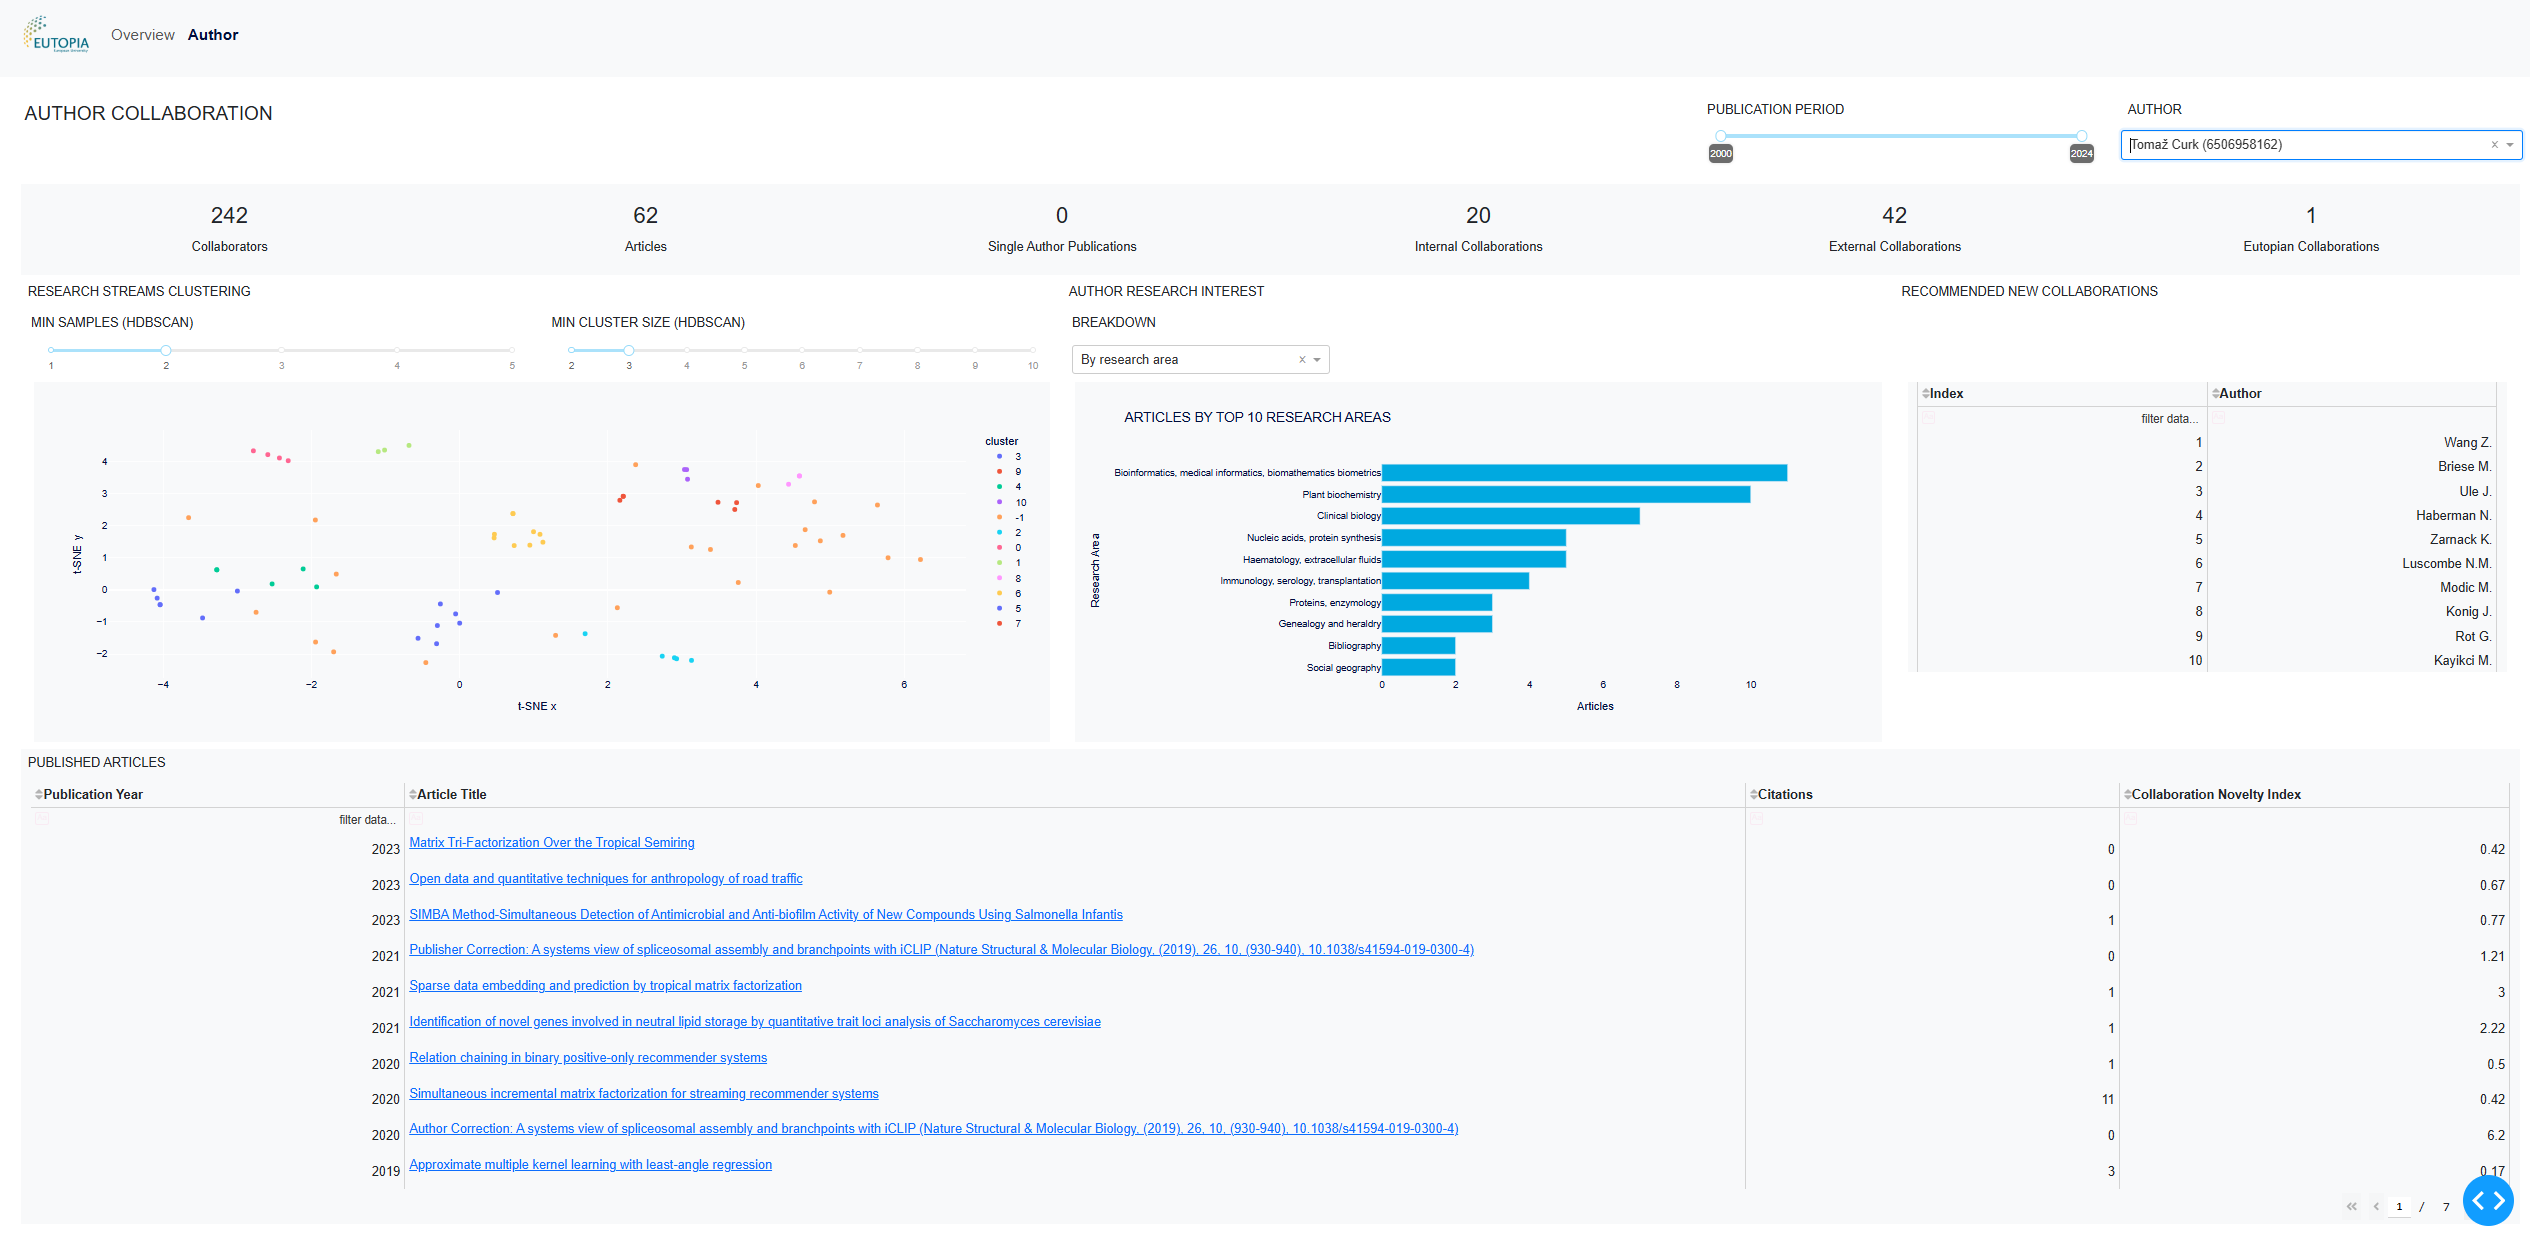 EUTOPIA
European University
Overview Author
AUTHOR COLLABORATION
PUBLICATION PERIOD
2000 2024
AUTHOR
Tomaž Curk (6506958162)
242 62 0 20 42 1
Collaborators Articles Single Author Publications Internal Collaborations External Collaborations Eutopian Collaborations
RESEARCH STREAMS CLUSTERING
MIN SAMPLES (HDBSCAN)
1 2 3 4 5
MIN CLUSTER SIZE (HDBSCAN)
2 3 4 5 6 7 8 9 10
4
3
2
1
0
−1
−2
t-SNE y
−4 −2 0 2 4 6
t-SNE x
cluster
3
9
4
10
-1
2
0
1
8
6
5
7
AUTHOR RESEARCH INTEREST
BREAKDOWN
By research area
ARTICLES BY TOP 10 RESEARCH AREAS
Research Area
Bioinformatics, medical informatics, biomathematics biometrics
Plant biochemistry
Clinical biology
Nucleic acids, protein synthesis
Haematology, extracellular fluids
Immunology, serology, transplantation
Proteins, enzymology
Genealogy and heraldry
Bibliography
Social geography
0 2 4 6 8 10
Articles
RECOMMENDED NEW COLLABORATIONS
Index Author
filter data...
1 Wang Z.
2 Briese M.
3 Ule J.
4 Haberman N.
5 Zarnack K.
6 Luscombe N.M.
7 Modic M.
8 Konig J.
9 Rot G.
10 Kayikci M.
PUBLISHED ARTICLES
Publication Year Article Title Citations Collaboration Novelty Index
filter data...
2023 Matrix Tri-Factorization Over the Tropical Semiring 0 0.42
2023 Open data and quantitative techniques for anthropology of road traffic 0 0.67
2023 SIMBA Method-Simultaneous Detection of Antimicrobial and Anti-biofilm Activity of New Compounds Using Salmonella Infantis 1 0.77
2021 Publisher Correction: A systems view of spliceosomal assembly and branchpoints with iCLIP (Nature Structural & Molecular Biology, (2019), 26, 10, (930-940), 10.1038/s41594-019-0300-4) 0 1.21
2021 Sparse data embedding and prediction by tropical matrix factorization 1 3
2021 Identification of novel genes involved in neutral lipid storage by quantitative trait loci analysis of Saccharomyces cerevisiae 1 2.22
2020 Relation chaining in binary positive-only recommender systems 1 0.5
2020 Simultaneous incremental matrix factorization for streaming recommender systems 11 0.42
2020 Author Correction: A systems view of spliceosomal assembly and branchpoints with iCLIP (Nature Structural & Molecular Biology, (2019), 26, 10, (930-940), 10.1038/s41594-019-0300-4) 0 6.2
2019 Approximate multiple kernel learning with least-angle regression 3 0.17
1 / 7